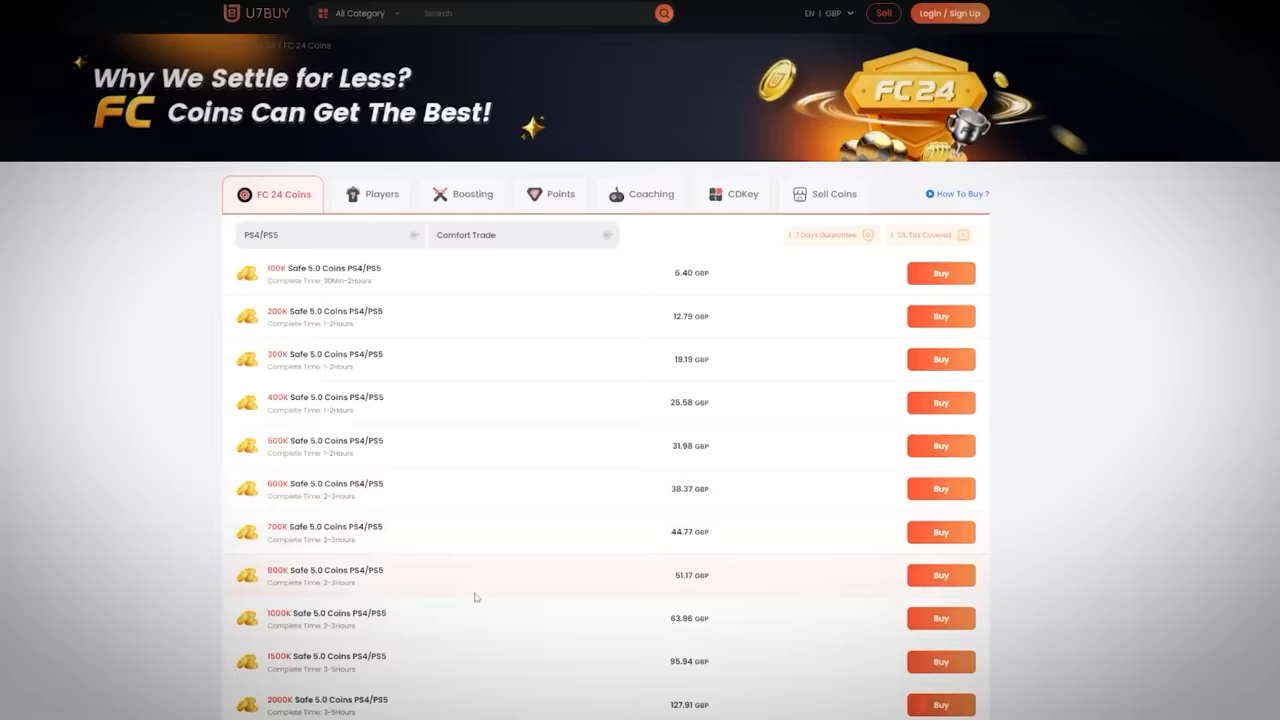 U7BUY
All Category
Search
EN | GBP
Sell
Login / Sign Up
/ FC 24 Coins
Why We Settle for Less?
FC Coins Can Get The Best!
FC 24
FC 24 Coins
Players
Boosting
Points
Coaching
CDKey
Sell Coins
How To Buy ?
PS4/PS5
Comfort Trade
7 Days Guarantee
5% Tax Covered
100K Safe 5.0 Coins PS4/PS5
Complete Time: 30Min-2Hours
6.40 GBP
Buy
200K Safe 5.0 Coins PS4/PS5
Complete Time: 1-2Hours
12.79 GBP
Buy
300K Safe 5.0 Coins PS4/PS5
Complete Time: 1-2Hours
19.19 GBP
Buy
400K Safe 5.0 Coins PS4/PS5
Complete Time: 1-2Hours
25.58 GBP
Buy
500K Safe 5.0 Coins PS4/PS5
Complete Time: 1-2Hours
31.98 GBP
Buy
600K Safe 5.0 Coins PS4/PS5
Complete Time: 2-3Hours
38.37 GBP
Buy
700K Safe 5.0 Coins PS4/PS5
Complete Time: 2-3Hours
44.77 GBP
Buy
800K Safe 5.0 Coins PS4/PS5
Complete Time: 2-3Hours
51.17 GBP
Buy
1000K Safe 5.0 Coins PS4/PS5
Complete Time: 2-3Hours
63.96 GBP
Buy
1500K Safe 5.0 Coins PS4/PS5
Complete Time: 3-5Hours
95.94 GBP
Buy
2000K Safe 5.0 Coins PS4/PS5
Complete Time: 3-5Hours
127.91 GBP
Buy